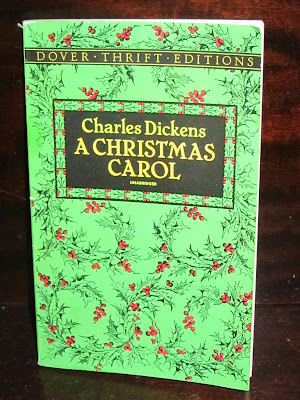 DOVER · THRIFT · EDITIONS
Charles Dickens
A CHRISTMAS
CAROL
UNABRIDGED